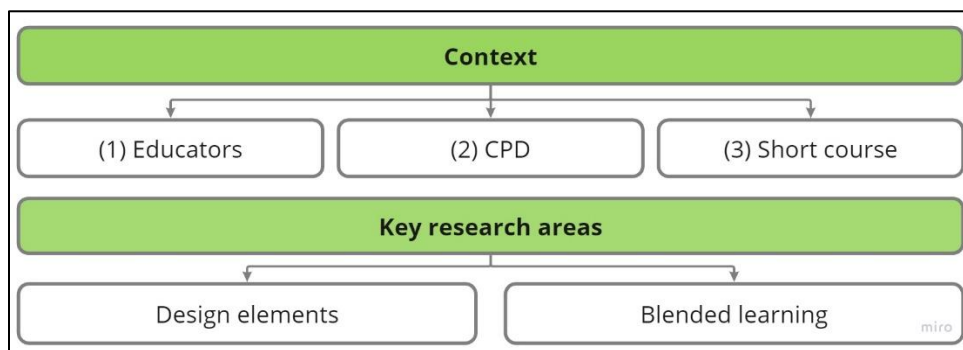 Context
(1) Educators
(2) CPD
(3) Short course
Key research areas
Design elements
Blended learning
miro